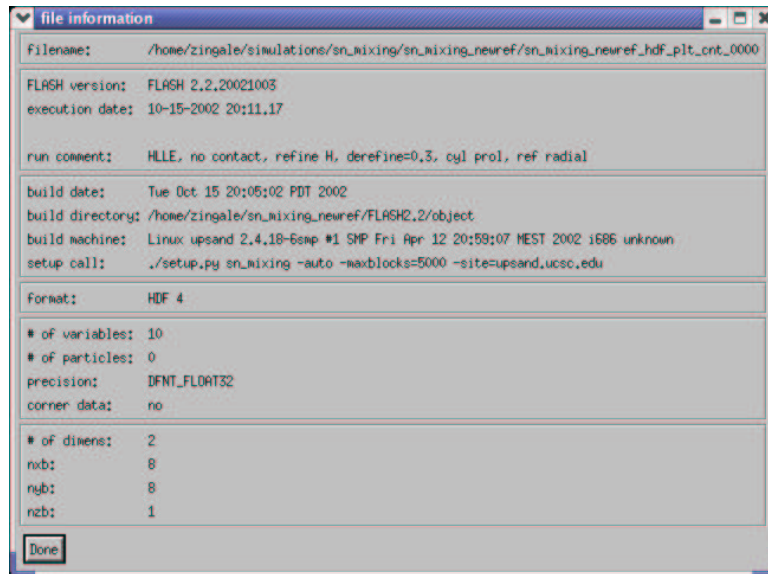 file information
filename: /home/zingale/simulations/sn_mixing/sn_mixing_newref/sn_mixing_newref_hdf_plt_cnt_0000
FLASH version: FLASH 2.2.20021003
execution date: 10-15-2002 20:11.17
run comment: HLLE, no contact, refine H, derefine=0.3, cyl prol, ref radial
build date: Tue Oct 15 20:05:02 PDT 2002
build directory: /home/zingale/sn_mixing_newref/FLASH2.2/object
build machine: Linux upsand 2.4.18-6smp #1 SMP Fri Apr 12 20:59:07 MEST 2002 i686 unknown
setup call: ./setup.py sn_mixing -auto -maxblocks=5000 -site=upsand.ucsc.edu
format: HDF 4
# of variables: 10
# of particles: 0
precision: DFNT_FLOAT32
corner data: no
# of dimens: 2
nxb: 8
nyb: 8
nzb: 1
Done